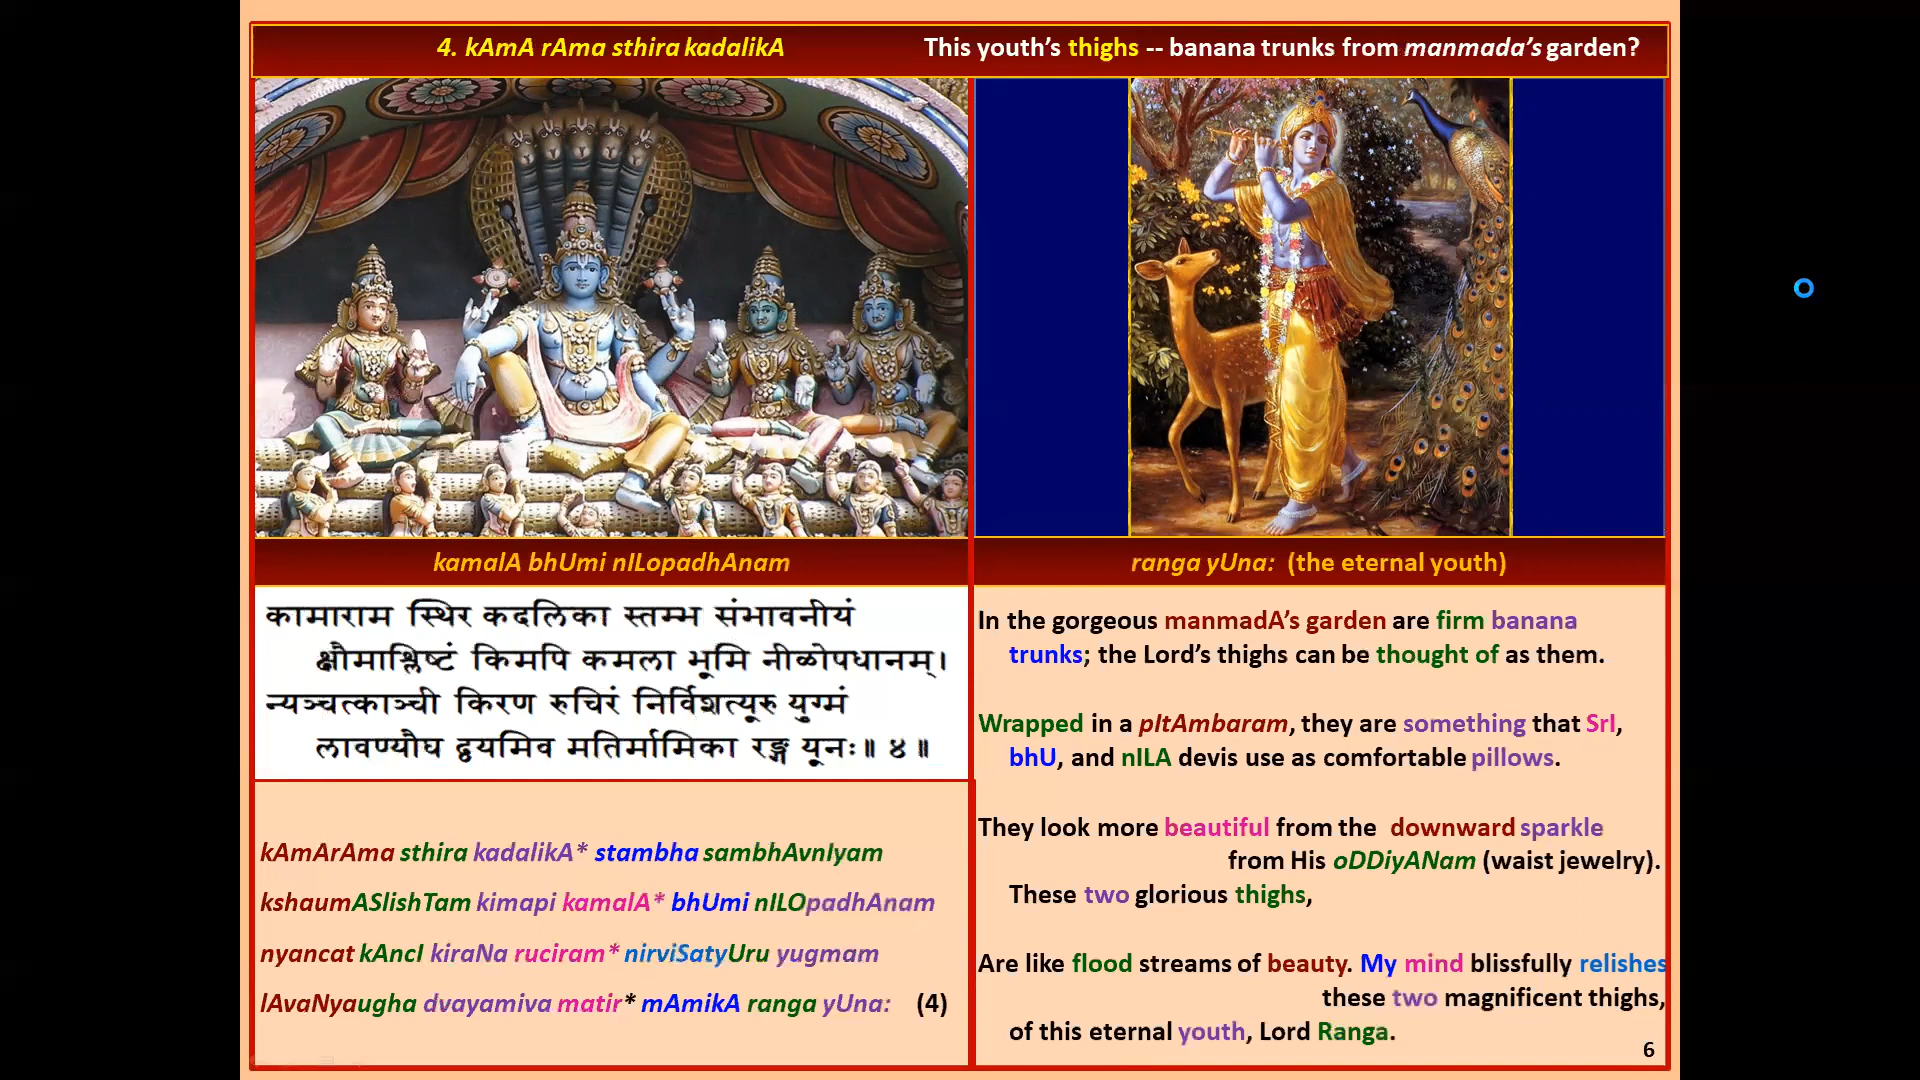 4. kAmA rAma sthira kadalikA
This youth’s thighs -- banana trunks from manmada’s garden?
kamalA bhUmi nILopadhAnam
कामाराम स्थिर कदलिका स्तम्भ संभावनीयं
क्षौमाश्लिष्टं किमपि कमला भूमि नीळोपधानम्।
न्यञ्चत्काञ्ची किरण रुचिरं निर्विशत्यूरु युग्मं
लावण्यौघ द्वयमिव मतिर्मामिका रङ्ग यूनः॥ ४॥
kAmArAma sthira kadalikA* stambha sambhAvnIyam
kshaumASlishTam kimapi kamalA* bhUmi nILOpadhAnam
nyancat kAncI kiraNa ruciram* nirviSatyUru yugmam
lAvaNyaugha dvayamiva matir* mAmikA ranga yUna: (4)
ranga yUna: (the eternal youth)
In the gorgeous manmadA’s garden are firm banana
trunks; the Lord’s thighs can be thought of as them.
Wrapped in a pItAmbaram, they are something that SrI,
bhU, and nILA devis use as comfortable pillows.
They look more beautiful from the downward sparkle
from His oDDiyANam (waist jewelry).
These two glorious thighs,
Are like flood streams of beauty. My mind blissfully relishes
these two magnificent thighs,
of this eternal youth, Lord Ranga.
6